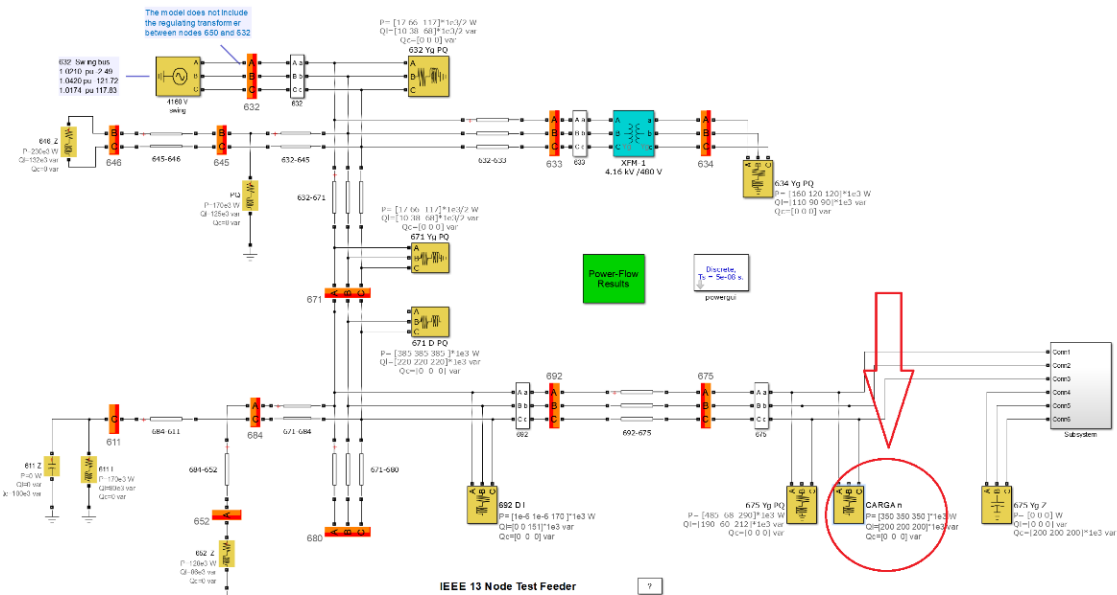 The model does not include
the regulating transformer
between nodes 650 and 632
P= [17 66 117]*1e3/2 W
Ql=[10 38 68]*1e3/2 var
Qc=[0 0 0] var
632 Swing bus
1.0210 pu -2.49
1.0420 pu -121.72
1.0174 pu 117.83
4160 V
swing
632
632
632 Yg PQ
646 Z
P=230e3 W
Ql=132e3 var
Qc=0 var
646
645-646
645
632-645
632-633
633
633
XFM-1
4.16 kV /480 V
634
634 Yg PQ
P= [160 120 120]*1e3 W
Ql=[110 90 90]*1e3 var
Qc=[0 0 0] var
PQ
P=170e3 W
Ql=125e3 var
Qc=0 var
632-671
P= [17 66 117]*1e3/2 W
Ql=[10 38 68]*1e3/2 var
Qc=[0 0 0] var
671 Yg PQ
671
671 D PQ
P= [385 385 385 ]*1e3 W
Ql=[220 220 220]*1e3 var
Qc=[0 0 0] var
Power-Flow
Results
Discrete,
Ts = 5e-06 s.
powergui
Conn1
Conn2
Conn3
Conn4
Conn5
Conn6
Subsystem
611
684-611
684
671-684
692
692
692-675
675
675
611 Z
P=0 W
Ql=0 var
611 I
P=170e3 W
Ql=80e3 var
Qc=0 var
684-652
671-680
652
652 Z
P=128e3 W
Ql=86e3 var
Qc=0 var
680
692 D I
P= [1e-6 1e-6 170 ]*1e3 W
Ql=[0 0 151]*1e3 var
Qc=[0 0 0] var
675 Yg PQ
P= [485 68 290]*1e3 W
Ql=[190 60 212]*1e3 var
Qc=[0 0 0] var
CARGA n
P= [350 350 350]*1e3 W
Ql=[200 200 200]*1e3 var
Qc=[0 0 0] var
675 Yg Z
P= [0 0 0] W
Ql=[0 0 0] var
Qc=[200 200 200]*1e3 var
IEEE 13 Node Test Feeder
?